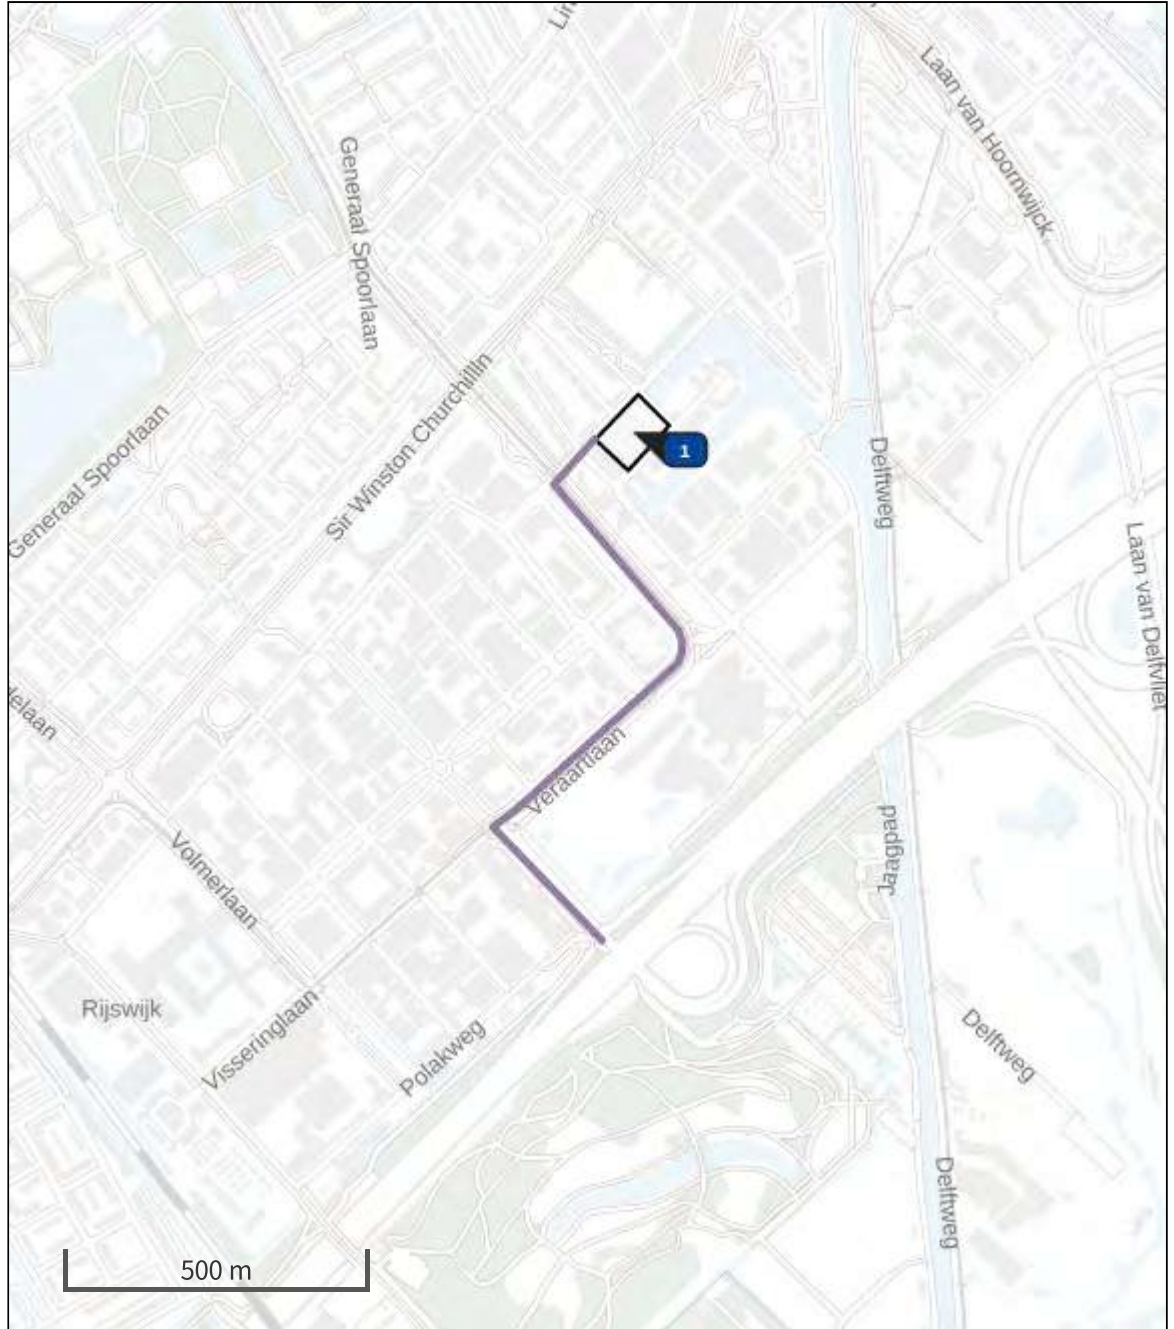 Laan van Hoornwijck
Generaal Spoorlaan
Sir Winston Churchillln
Generaal Spoorlaan
1
Delftweg
Laan van Delfvliet
Veraartlaan
Jaagpad
Volmerlaan
Rijswijk
Visseringlaan
Polakweg
Delftweg
Delftweg
500 m